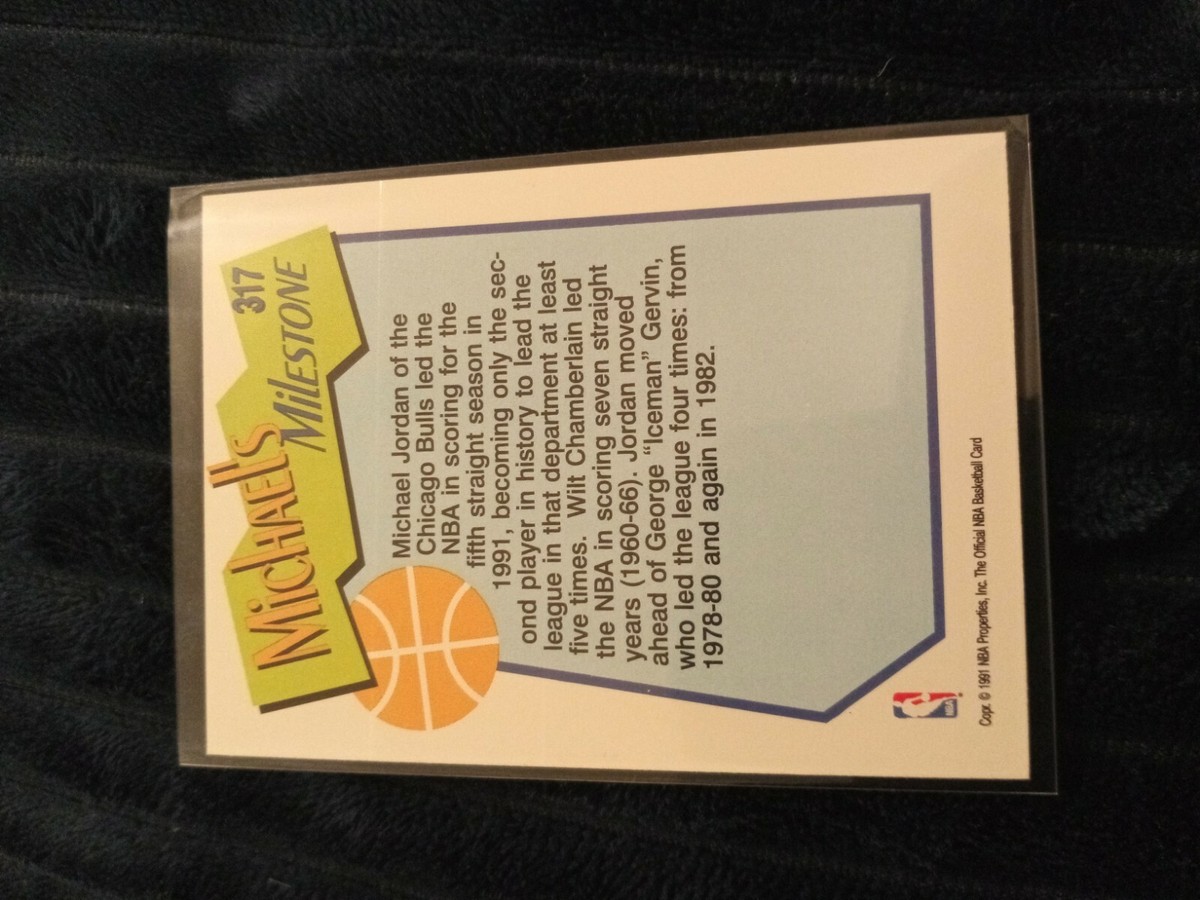 Michaels 317
MilESTONE
Michael Jordan of the
Chicago Bulls led the
NBA in scoring for the
fifth straight season in
1991, becoming only the sec-
ond player in history to lead the
league in that department at least
five times. Wilt Chamberlain led
the NBA in scoring seven straight
years (1960-66). Jordan moved
ahead of George “Iceman” Gervin,
who led the league four times: from
1978-80 and again in 1982.
NBA
Copr. © 1991 NBA Properties, Inc. The Official NBA Basketball Card